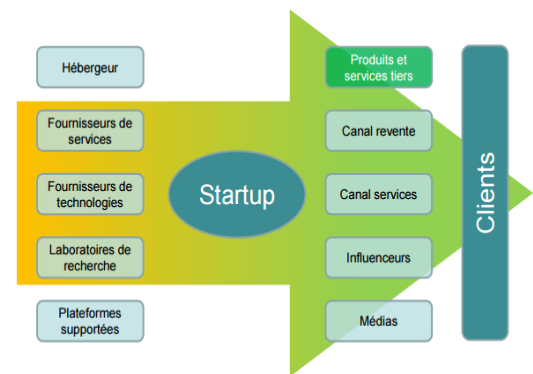 Hébergeur
Fournisseurs de
services
Fournisseurs de
technologies
Laboratoires de
recherche
Plateformes
supportées
Startup
Produits et
services tiers
Canal revente
Canal services
Influenceurs
Médias
Clients